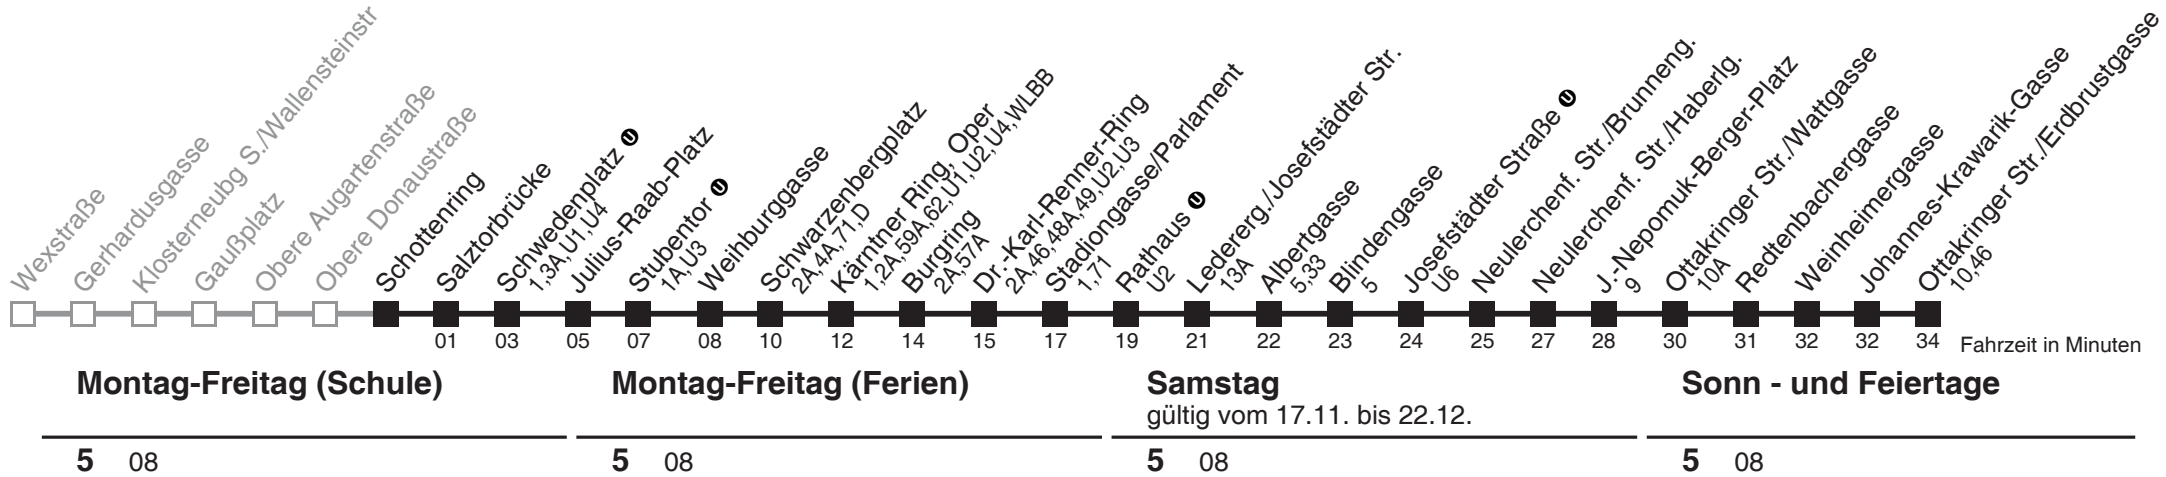 Wexstraße
Gerhardusgasse
Klosterneubg S./Wallensteinstr
Gaußplatz
Obere Augartenstraße
Obere Donaustraße
Schottenring
Salztorbrücke
Schwedenplatz U
1,3A,U1,U4
Julius-Raab-Platz
Stubentor U
1A,U3
Weihburggasse
Schwarzenbergplatz
2A,4A,71,D
Kärntner Ring, Oper
1,2A,59A,62,U1,U2,U4,WLBB
Burgring
2A,57A
Dr.-Karl-Renner-Ring
2A,46,48A,49,U2,U3
Stadiongasse/Parlament
1,71
Rathaus U
U2
Ledererg./Josefstädter Str.
13A
Albertgasse
5,33
Blindengasse
5
Josefstädter Straße U
U6
Neulerchenf. Str./Brunneng.
Neulerchenf. Str./Haberlg.
J.-Nepomuk-Berger-Platz
9
Ottakringer Str./Wattgasse
10A
Redtenbachergasse
Weinheimergasse
Johannes-Krawarik-Gasse
Ottakringer Str./Erdbrustgasse
10,46
01 03 05 07 08 10 12 14 15 17 19 21 22 23 24 25 27 28 30 31 32 32 34 Fahrzeit in Minuten
Montag-Freitag (Schule)
5 08
Montag-Freitag (Ferien)
5 08
Samstag
gültig vom 17.11. bis 22.12.
5 08
Sonn - und Feiertage
5 08